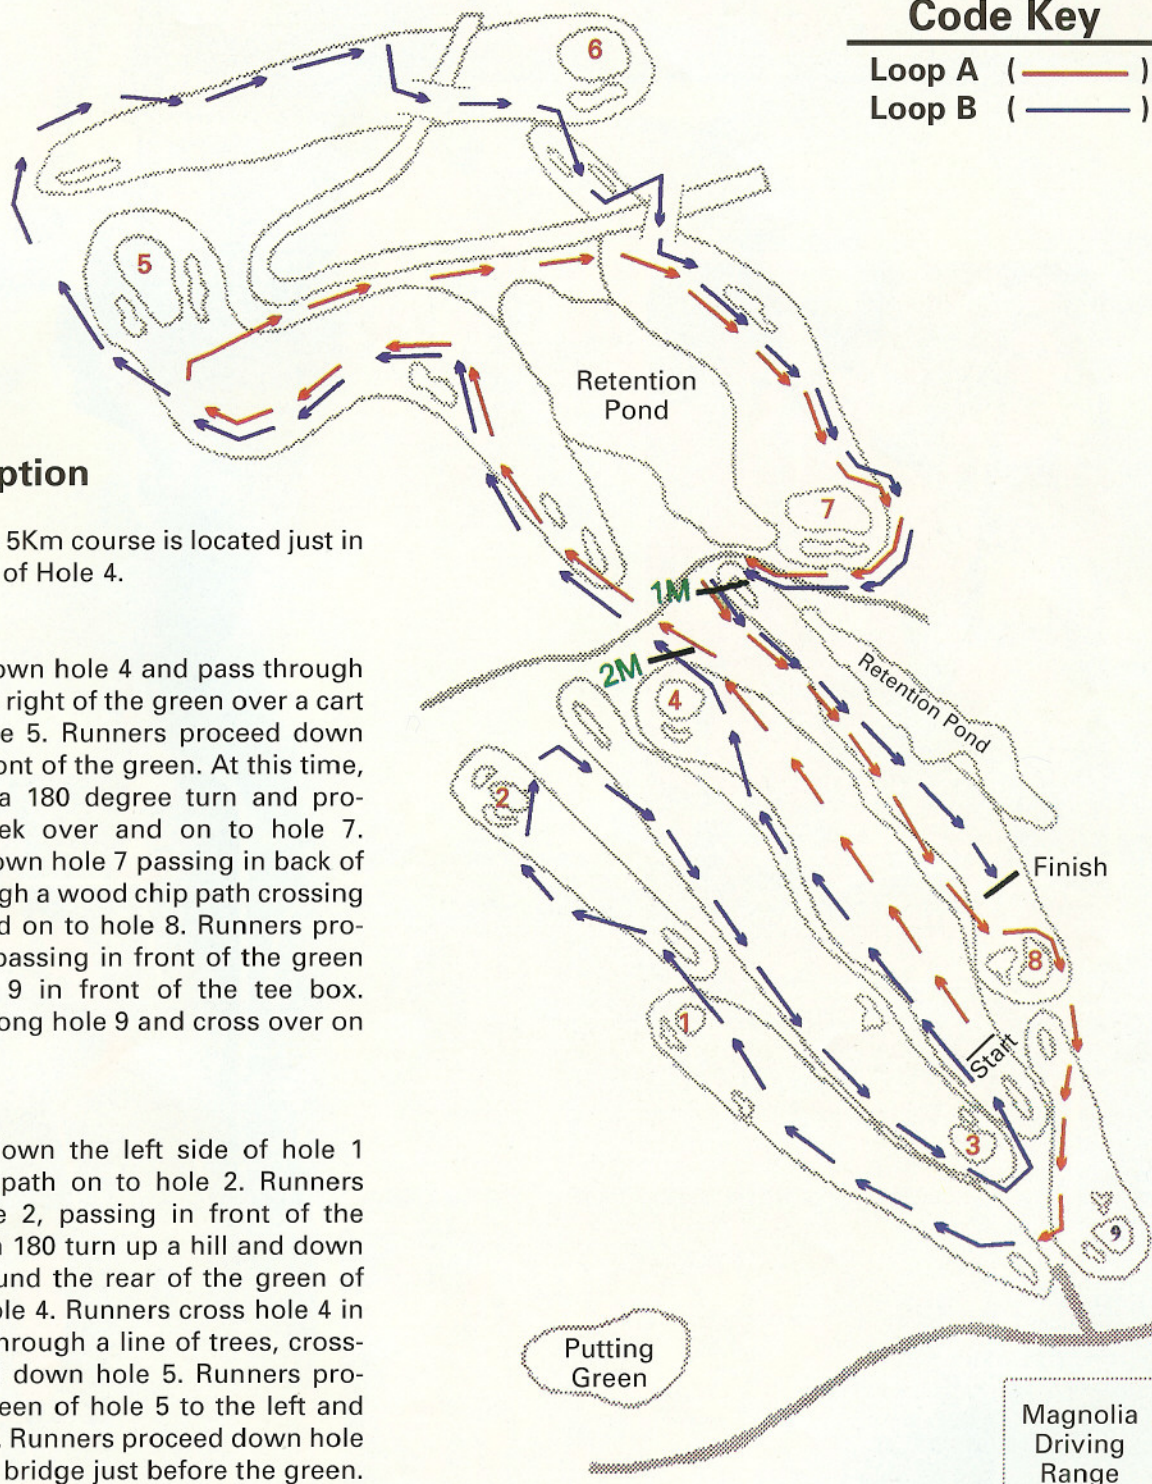 Code Key
Loop A ( )
Loop B ( )
6
5
Retention
Pond
7
1M
2M
4
Retention Pond
2
Finish
8
1
Start
3
9
Putting
Green
Magnolia
Driving
Range
ption
5Km course is located just in
of Hole 4.
own hole 4 and pass through
right of the green over a cart
e 5. Runners proceed down
ont of the green. At this time,
a 180 degree turn and pro-
ek over and on to hole 7.
own hole 7 passing in back of
gh a wood chip path crossing
d on to hole 8. Runners pro-
passing in front of the green
9 in front of the tee box.
ong hole 9 and cross over on
own the left side of hole 1
path on to hole 2. Runners
e 2, passing in front of the
180 turn up a hill and down
und the rear of the green of
ole 4. Runners cross hole 4 in
hrough a line of trees, cross-
down hole 5. Runners pro-
een of hole 5 to the left and
. Runners proceed down hole
bridge just before the green.